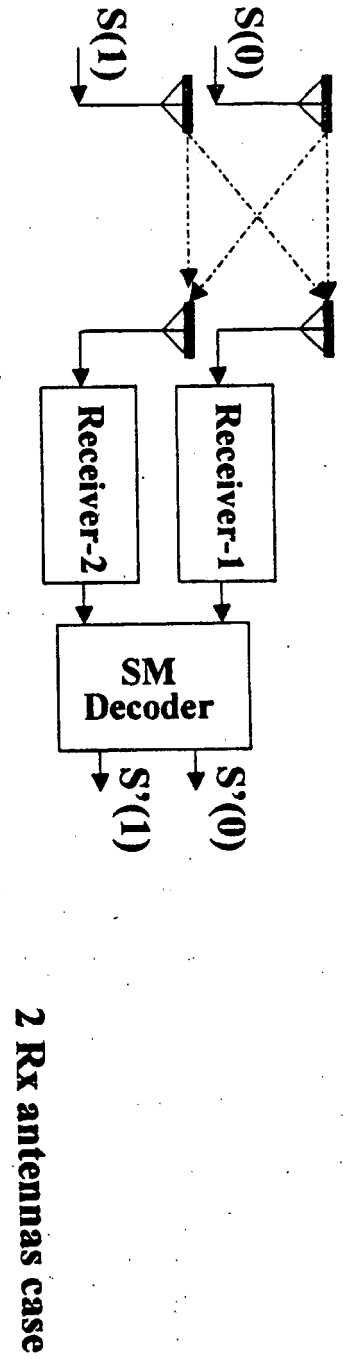 S(0)
S(1)
Receiver-1
Receiver-2
SM
Decoder
S'(0)
S'(1)
2 Rx antennas case